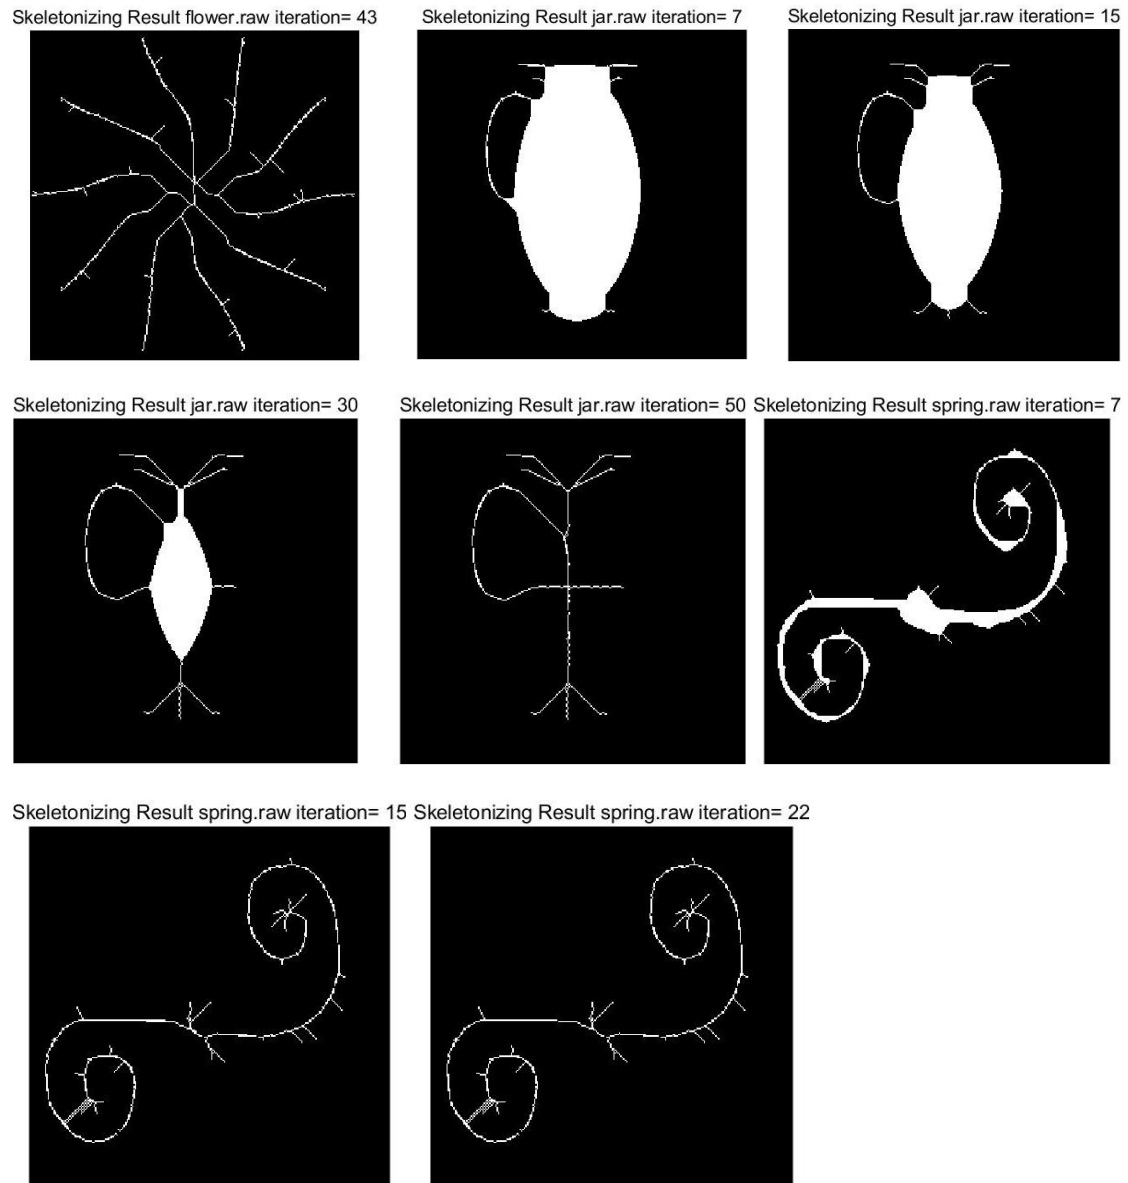 Skeletonizing Result flower.raw iteration= 43
Skeletonizing Result jar.raw iteration= 7
Skeletonizing Result jar.raw iteration= 15
Skeletonizing Result jar.raw iteration= 30
Skeletonizing Result jar.raw iteration= 50
Skeletonizing Result spring.raw iteration= 7
Skeletonizing Result spring.raw iteration= 15
Skeletonizing Result spring.raw iteration= 22